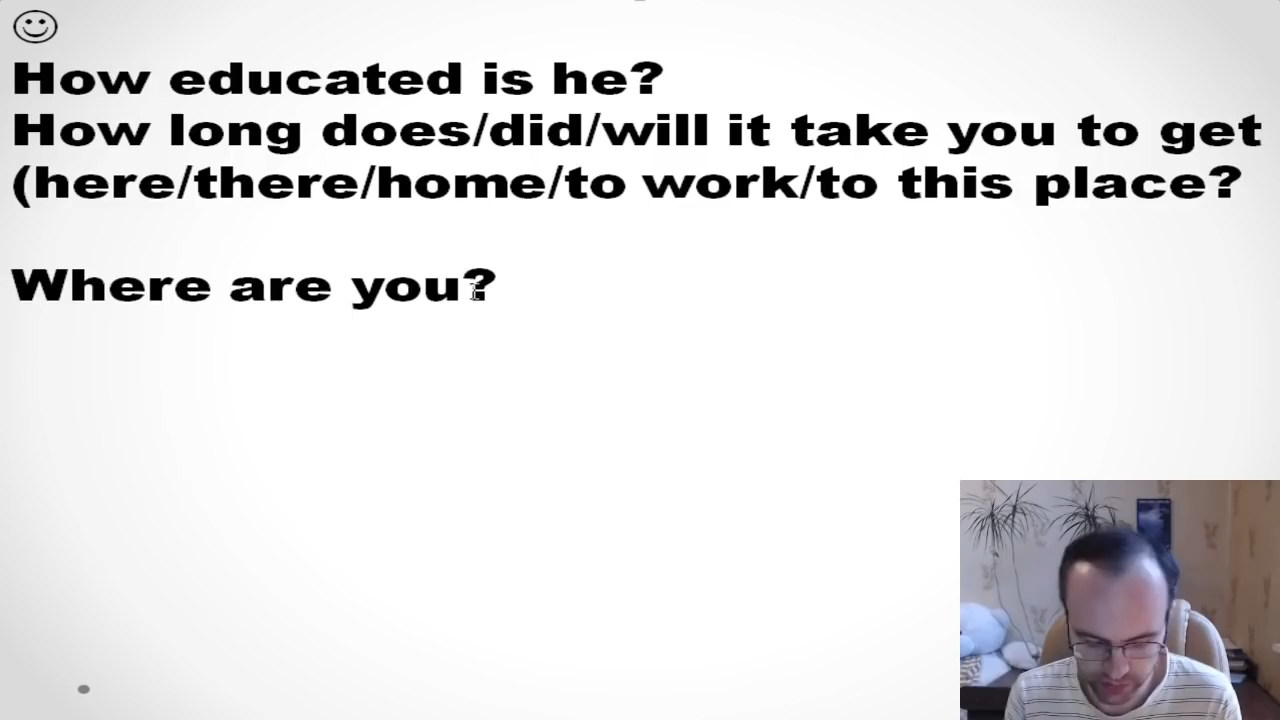 How educated is he?
How long does/did/will it take you to get
(here/there/home/to work/to this place?
Where are you?